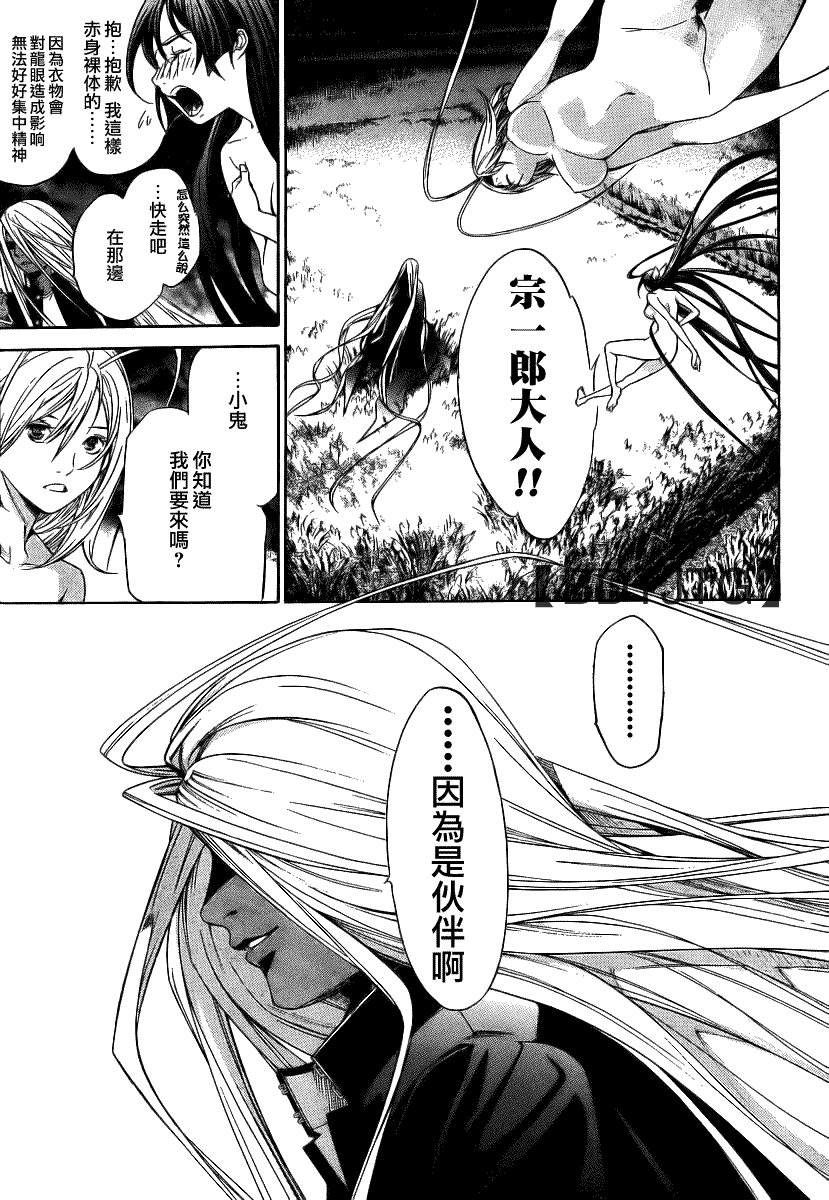 宗一郎大人!!
抱…抱歉 我這樣
赤身裸体的……
因為衣物會
對龍眼造成影响
無法好好集中精神
怎么突然這么說
…快走吧
在那邊
…小鬼
你知道
我們要來嗎？
………
……因為是伙伴啊